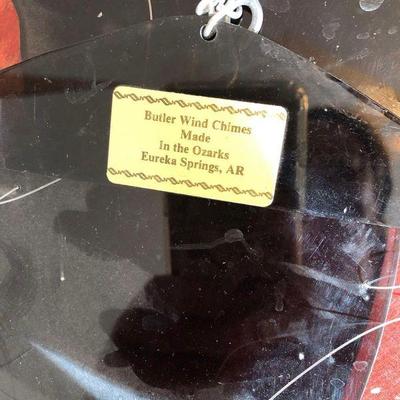 Butler Wind Chimes
Made
In the Ozarks
Eureka Springs, AR